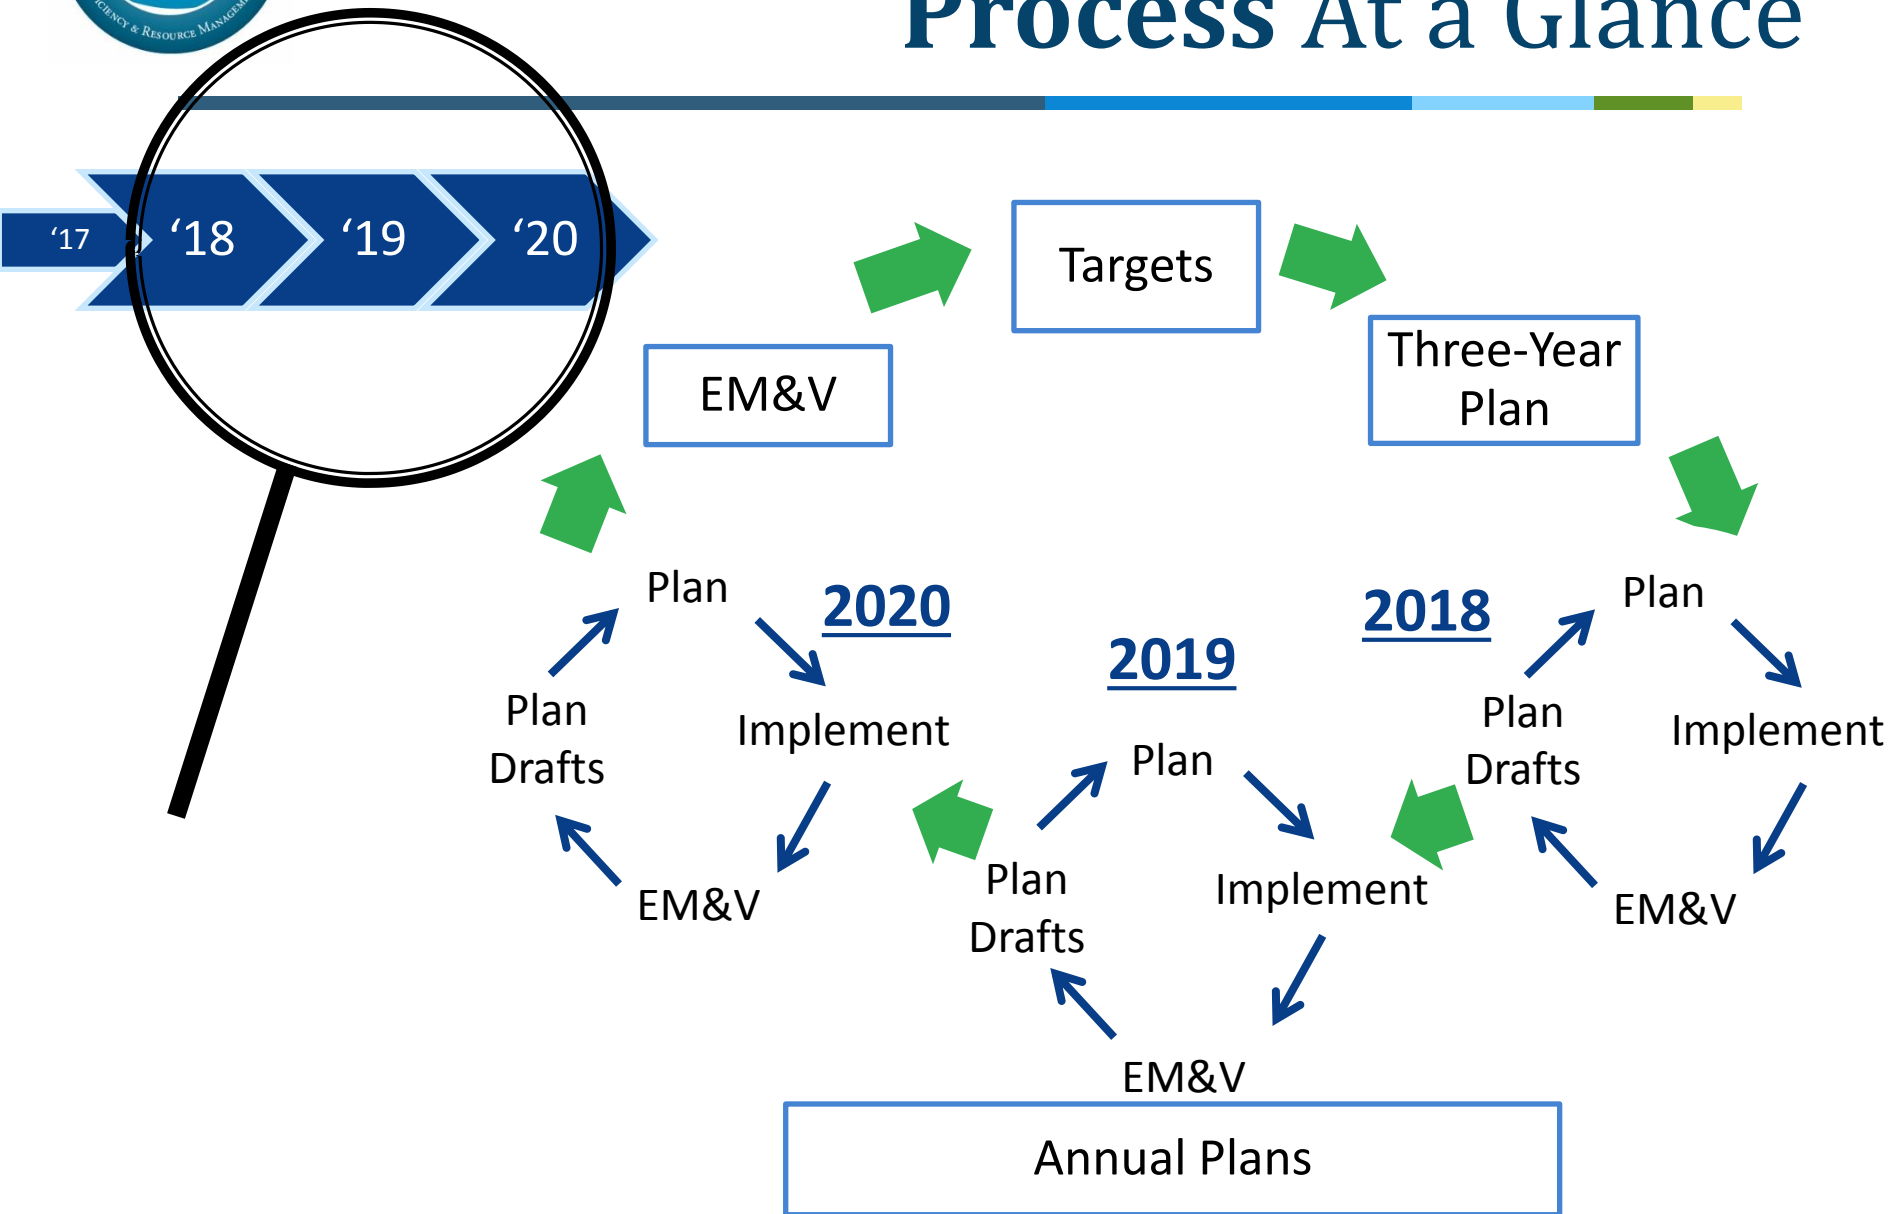 & RESOURCE
Process At a Glance
‘17
‘18
‘19
‘20
Targets
Three-Year
Plan
EM&V
2020
Plan
Implement
EM&V
Plan
Drafts
2019
Plan
Implement
EM&V
Plan
Drafts
2018
Plan
Implement
EM&V
Plan
Drafts
Annual Plans